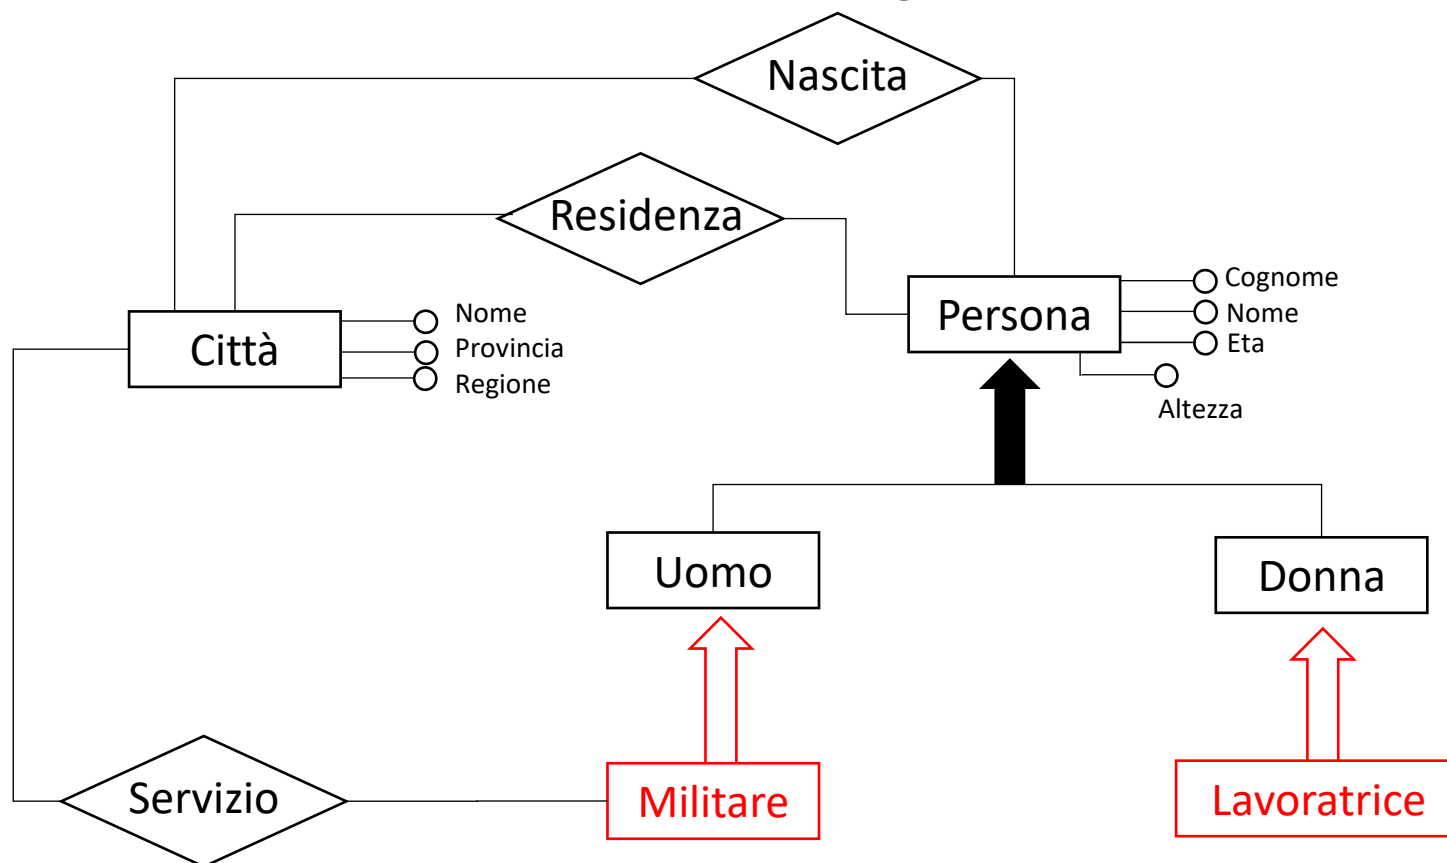 Nascita
Residenza
Cognome
Nome
Eta
Altezza
Persona
Nome
Provincia
Regione
Città
Uomo
Donna
Servizio
Militare
Lavoratrice